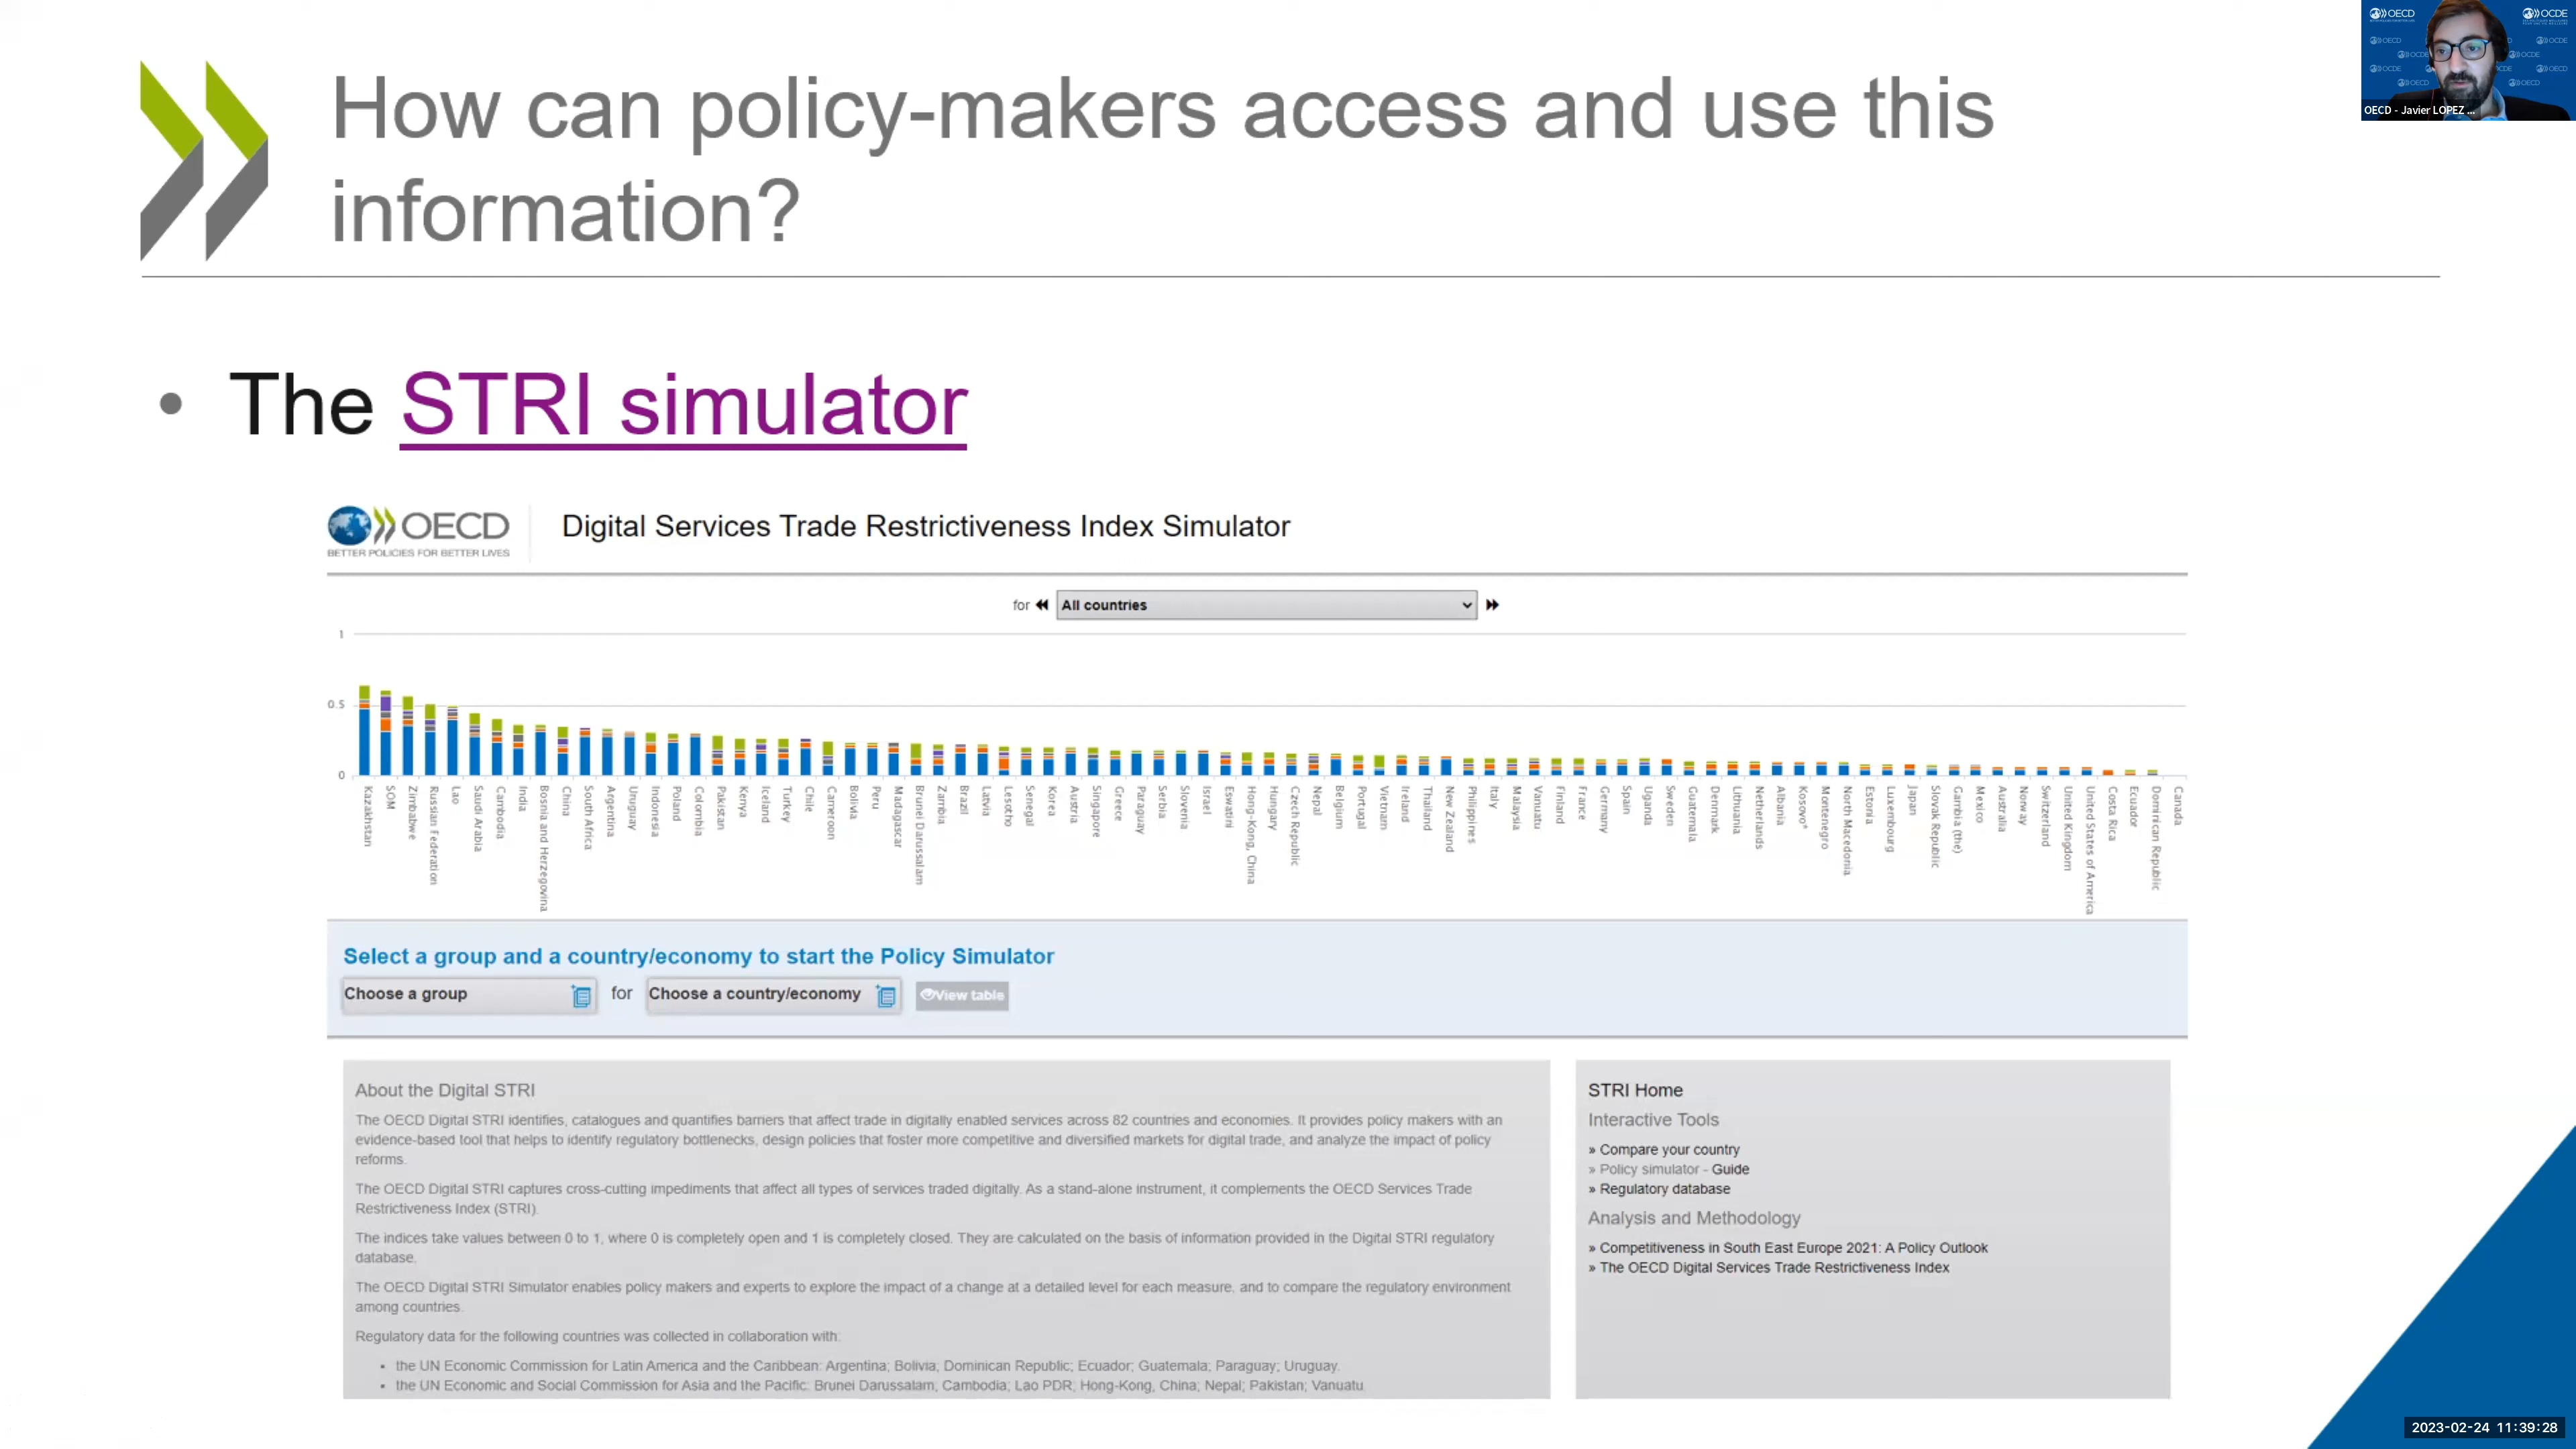 How can policy-makers access and use this
information?
OECD OCDE
OECD - Javier LOPEZ ...
• The STRI simulator
OECD
BETTER POLICIES FOR BETTER LIVES
Digital Services Trade Restrictiveness Index Simulator
for All countries
1
0.5
0
Kazakhstan
SOM
Zimbabwe
Russian Federation
Lao
Saudi Arabia
Cambodia
India
Bosnia and Herzegovina
China
South Africa
Argentina
Uruguay
Indonesia
Poland
Colombia
Pakistan
Kenya
Iceland
Turkey
Chile
Cameroon
Bolivia
Peru
Madagascar
Brunei Darussalam
Zambia
Brazil
Latvia
Lesotho
Senegal
Korea
Austria
Singapore
Greece
Paraguay
Serbia
Slovenia
Israel
Eswatini
Hong-Kong, China
Hungary
Czech Republic
Nepal
Belgium
Portugal
Vietnam
Ireland
Thailand
New Zealand
Philippines
Italy
Malaysia
Vanuatu
Finland
France
Germany
Spain
Uganda
Sweden
Guatemala
Denmark
Lithuania
Netherlands
Albania
Kosovo*
Montenegro
North Macedonia
Estonia
Luxembourg
Japan
Slovak Republic
Gambia (the)
Mexico
Australia
Norway
Switzerland
United Kingdom
United States of America
Costa Rica
Ecuador
Dominican Republic
Canada
Select a group and a country/economy to start the Policy Simulator
Choose a group for Choose a country/economy View table
About the Digital STRI
The OECD Digital STRI identifies, catalogues and quantifies barriers that affect trade in digitally enabled services across 82 countries and economies. It provides policy makers with an
evidence-based tool that helps to identify regulatory bottlenecks, design policies that foster more competitive and diversified markets for digital trade, and analyze the impact of policy
reforms.
The OECD Digital STRI captures cross-cutting impediments that affect all types of services traded digitally. As a stand-alone instrument, it complements the OECD Services Trade
Restrictiveness Index (STRI).
The indices take values between 0 to 1, where 0 is completely open and 1 is completely closed. They are calculated on the basis of information provided in the Digital STRI regulatory
database.
The OECD Digital STRI Simulator enables policy makers and experts to explore the impact of a change at a detailed level for each measure, and to compare the regulatory environment
among countries.
Regulatory data for the following countries was collected in collaboration with:
• the UN Economic Commission for Latin America and the Caribbean: Argentina; Bolivia; Dominican Republic; Ecuador; Guatemala; Paraguay; Uruguay.
• the UN Economic and Social Commission for Asia and the Pacific: Brunei Darussalam; Cambodia; Lao PDR; Hong-Kong, China; Nepal; Pakistan; Vanuatu
STRI Home
Interactive Tools
» Compare your country
» Policy simulator - Guide
» Regulatory database
Analysis and Methodology
» Competitiveness in South East Europe 2021: A Policy Outlook
» The OECD Digital Services Trade Restrictiveness Index
2023-02-24 11:39:28